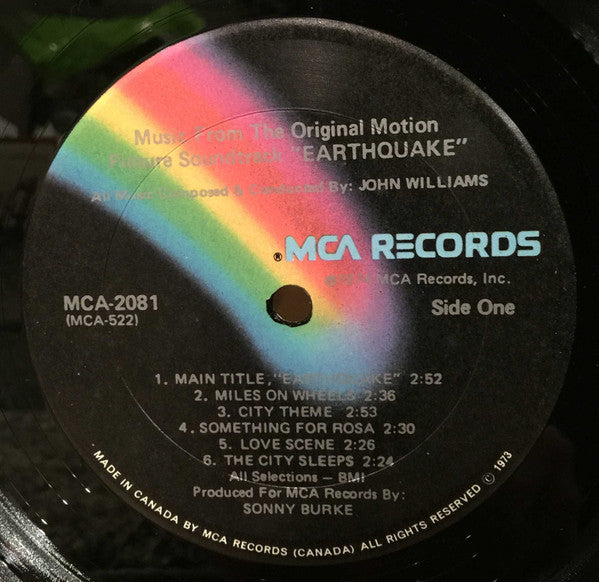 Music From The Original Motion
Picture Soundtrack "EARTHQUAKE"
All Music Composed & Conducted By: JOHN WILLIAMS
® MCA RECORDS
MCA Records, Inc.
MCA-2081
(MCA-522)
Side One
1. MAIN TITLE, "EARTHQUAKE" 2:52
2. MILES ON WHEELS 2:36
3. CITY THEME 2:53
4. SOMETHING FOR ROSA 2:30
5. LOVE SCENE 2:26
6. THE CITY SLEEPS 2:24
All Selections — BMI
Produced For MCA Records By:
SONNY BURKE
MADE IN CANADA BY MCA RECORDS (CANADA) ALL RIGHTS RESERVED © 1973